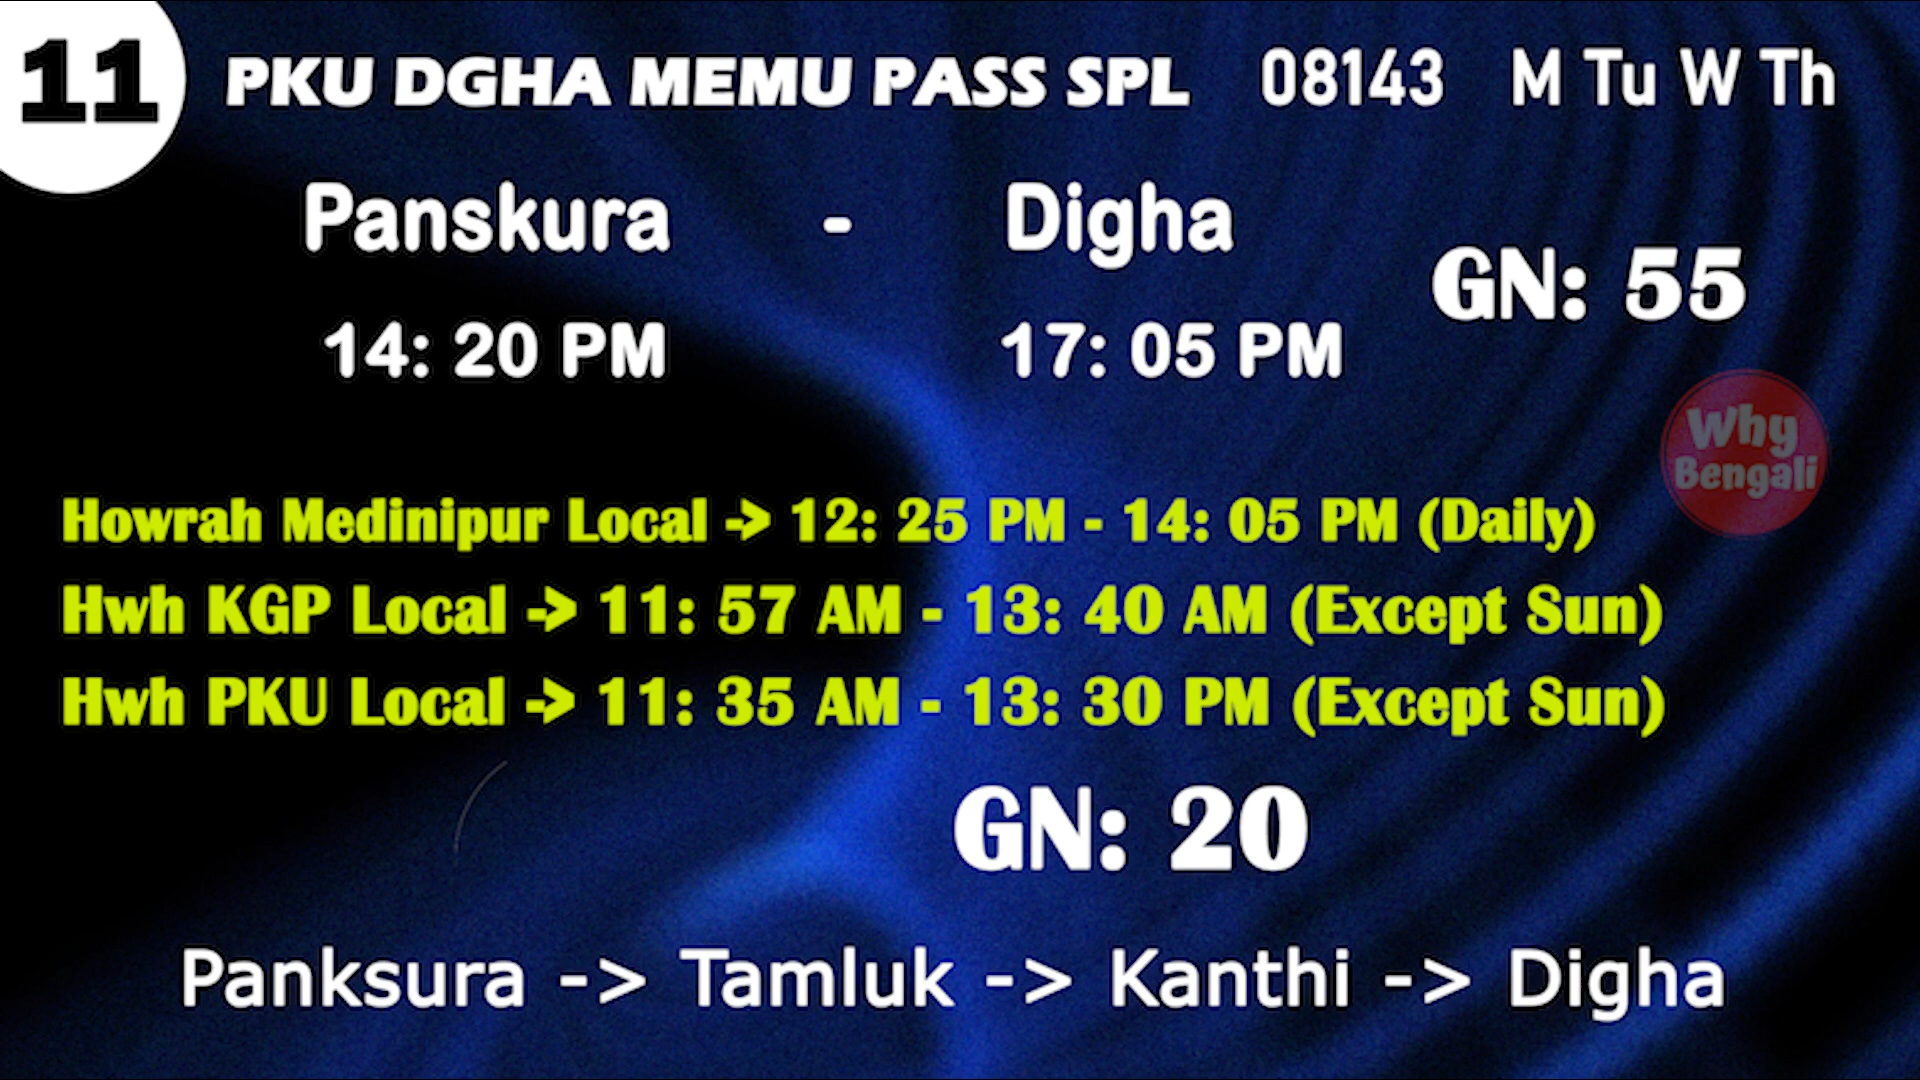 11
PKU DGHA MEMU PASS SPL 08143 M Tu W Th
Panskura - Digha
GN: 55
14: 20 PM 17: 05 PM
Why
Bengali
Howrah Medinipur Local -> 12: 25 PM - 14: 05 PM (Daily)
Hwh KGP Local -> 11: 57 AM - 13: 40 AM (Except Sun)
Hwh PKU Local -> 11: 35 AM - 13: 30 PM (Except Sun)
GN: 20
Panksura -> Tamluk -> Kanthi -> Digha